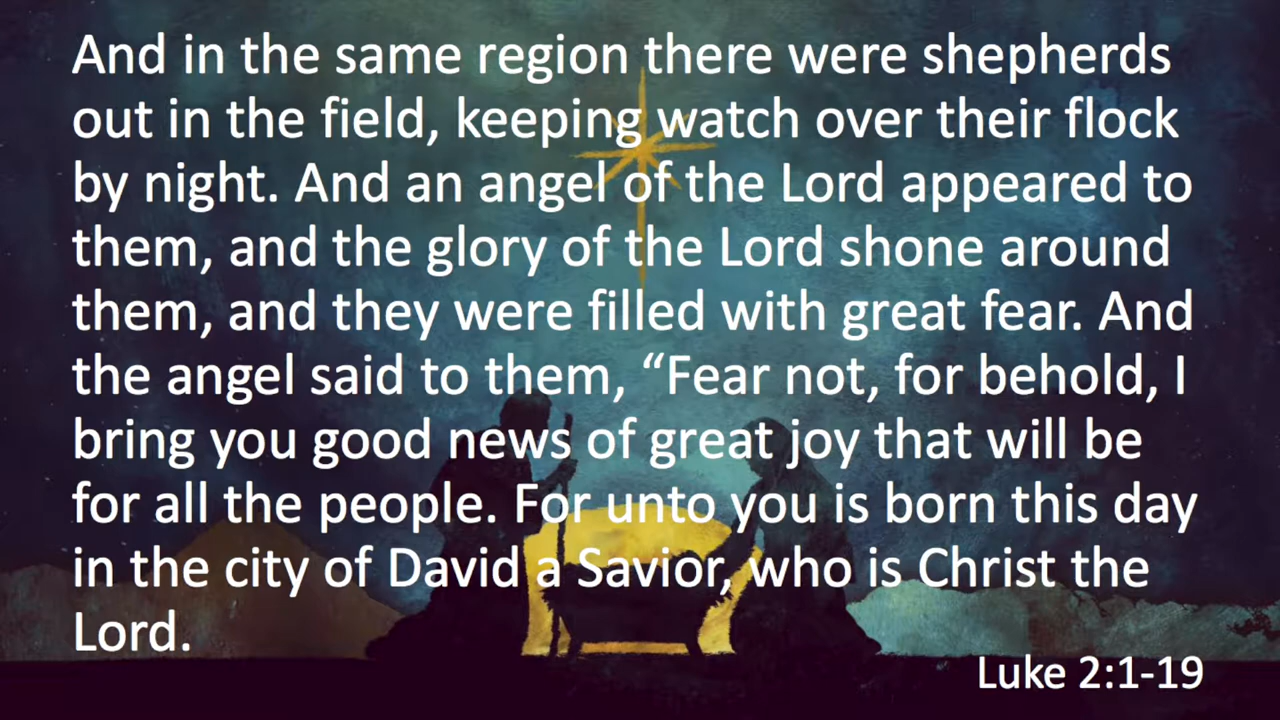 And in the same region there were shepherds
out in the field, keeping watch over their flock
by night. And an angel of the Lord appeared to
them, and the glory of the Lord shone around
them, and they were filled with great fear. And
the angel said to them, “Fear not, for behold, I
bring you good news of great joy that will be
for all the people. For unto you is born this day
in the city of David a Savior, who is Christ the
Lord.
Luke 2:1-19